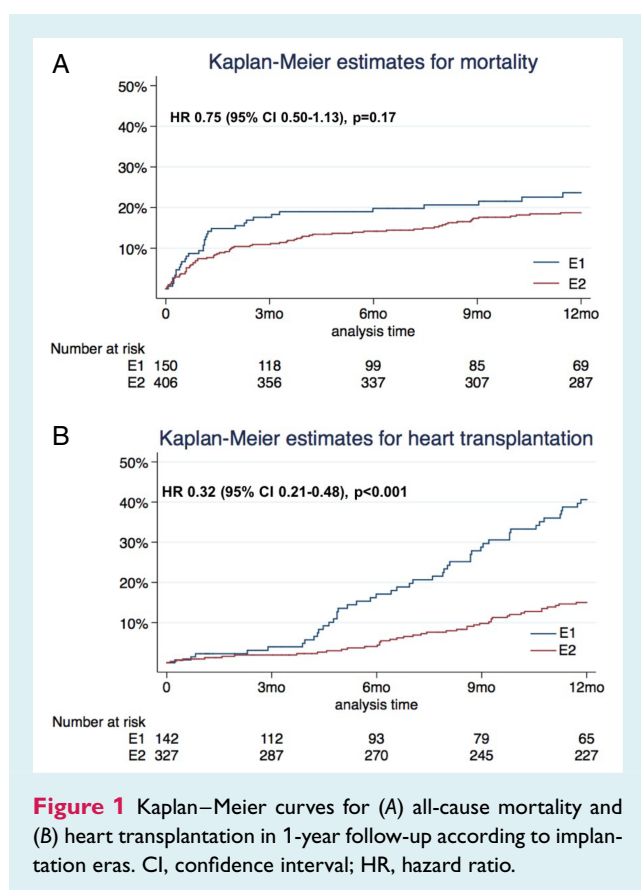 A
Kaplan-Meier estimates for mortality
50%
HR 0.75 (95% CI 0.50-1.13), p=0.17
40%
30%
20%
10%
E1
E2
0 3mo 6mo 9mo 12mo
analysis time
Number at risk
E1 150 118 99 85 69
E2 406 356 337 307 287
B
Kaplan-Meier estimates for heart transplantation
50%
HR 0.32 (95% CI 0.21-0.48), p<0.001
40%
30%
20%
10%
E1
E2
0 3mo 6mo 9mo 12mo
analysis time
Number at risk
E1 142 112 93 79 65
E2 327 287 270 245 227
Figure 1 Kaplan–Meier curves for (A) all-cause mortality and
(B) heart transplantation in 1-year follow-up according to implan-
tation eras. CI, confidence interval; HR, hazard ratio.